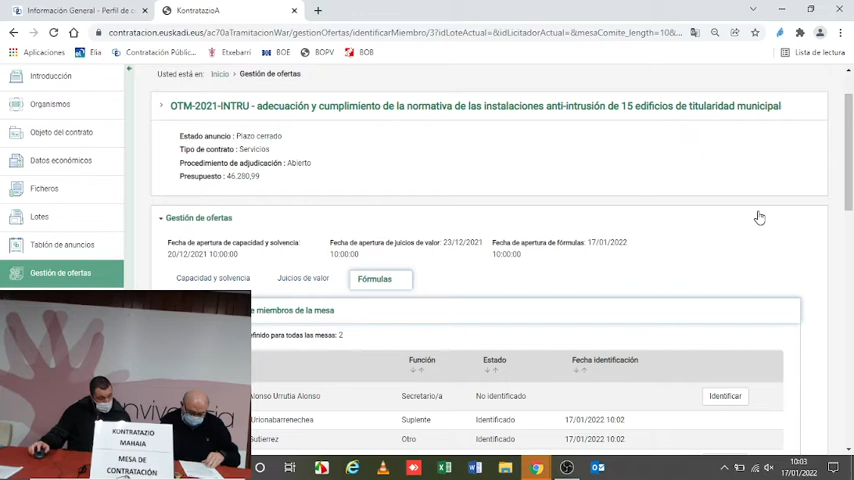 Información General - Perfil de c
KontratazioA
contratacion.euskadi.eus/ac70aTramitacionWar/gestionOfertas/identificarMiembro/3?idLoteActual=&idLicitadorActual=&mesaComite_length=10&...
Aplicaciones
Elia
Contratación Públic...
Etxebarri
BOE
BOPV
BOB
Lista de lectura
Introducción
Organismos
Objeto del contrato
Datos económicos
Ficheros
Lotes
Tablón de anuncios
Gestión de ofertas
Usted está en: Inicio > Gestión de ofertas
OTM-2021-INTRU - adecuación y cumplimiento de la normativa de las instalaciones anti-intrusión de 15 edificios de titularidad municipal
Estado anuncio : Plazo cerrado
Tipo de contrato : Servicios
Procedimiento de adjudicación : Abierto
Presupuesto : 46.280,99
Gestión de ofertas
Fecha de apertura de capacidad y solvencia: 
20/12/2021 10:00:00
Fecha de apertura de juicios de valor: 23/12/2021
10:00:00
Fecha de apertura de fórmulas: 17/01/2022
10:00:00
Capacidad y solvencia
Juicios de valor
Fórmulas
e miembros de la mesa
efinido para todas las mesas: 2
Función
Estado
Fecha identificación
Alonso Urrutia Alonso
Secretario/a
No identificado
Identificar
Urionabarrenechea
Suplente
Identificado
17/01/2022 10:02
Gutierrez
Otro
Identificado
17/01/2022 10:02
KONTRATAZIO
MAHAIA
MESA DE
CONTRATACIÓN
10:03
17/01/2022